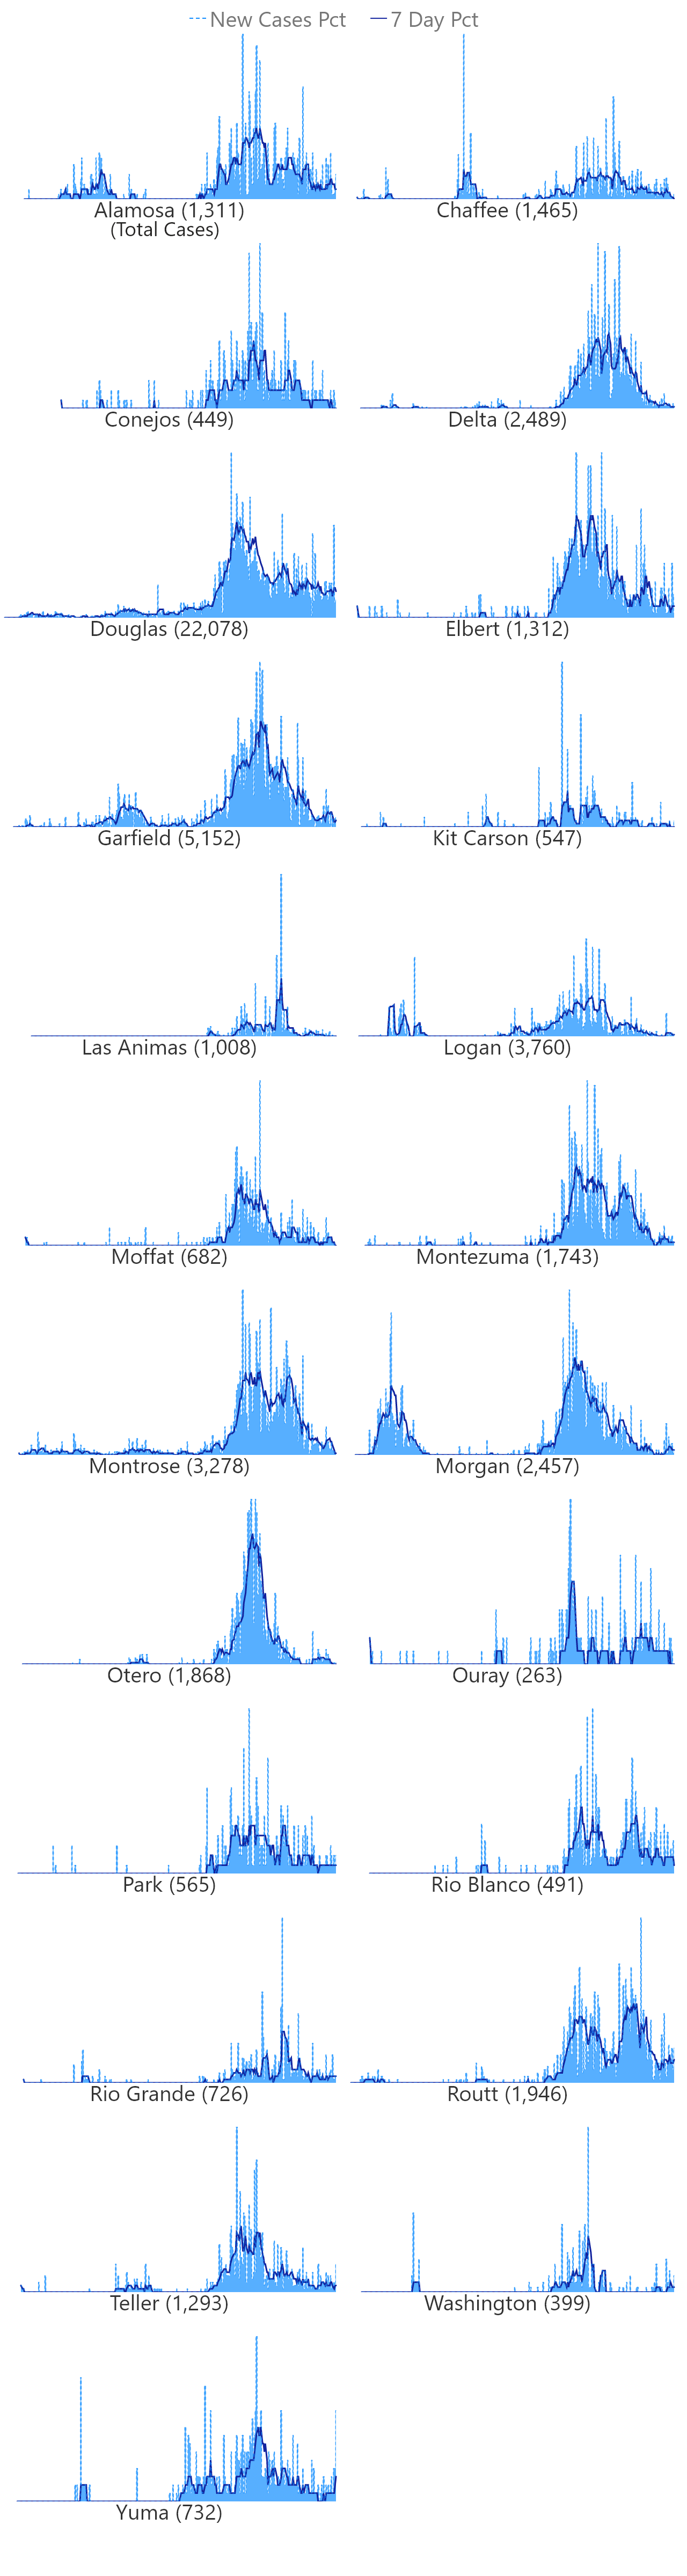 New Cases Pct 7 Day Pct
Alamosa (1,311) Chaffee (1,465)
(Total Cases)
Conejos (449) Delta (2,489)
Douglas (22,078) Elbert (1,312)
Garfield (5,152) Kit Carson (547)
Las Animas (1,008) Logan (3,760)
Moffat (682) Montezuma (1,743)
Montrose (3,278) Morgan (2,457)
Otero (1,868) Ouray (263)
Park (565) Rio Blanco (491)
Rio Grande (726) Routt (1,946)
Teller (1,293) Washington (399)
Yuma (732)